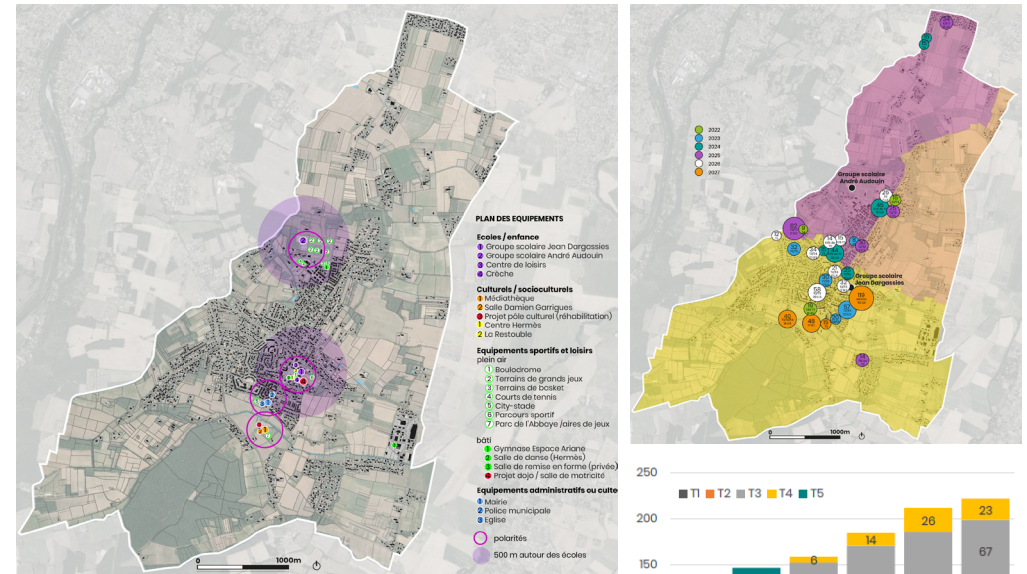 PLAN DES EQUIPEMENTS
Ecoles / enfance
1 Groupe scolaire Jean Dargassies
2 Groupe scolaire André Audouin
3 Centre de loisirs
4 Crèche
Culturels / socioculturels
1 Médiathèque
2 Salle Damien Garrigues
3 Projet pôle culturel (réhabilitation)
1 Centre Hermès
2 La Restouble
Equipements sportifs et loisirs
plein air
1 Boulodrome
2 Terrains de grands jeux
3 Terrains de basket
4 Courts de tennis
5 City-stade
6 Parcours sportif
7 Parc de l'Abbaye /aires de jeux
bâti
1 Gymnase Espace Ariane
2 Salle de danse (Hermès)
3 Salle de remise en forme (privée)
Projet dojo / salle de motricité
Equipements administratifs ou culte
1 Mairie
2 Police municipale
3 Eglise
polarités
500 m autour des écoles
0 1000m
2022
2023
2024
2025
2026
2027
Groupe scolaire
André Audouin
Groupe scolaire
Jean Dargassies
119
0 1000m
250
T1 T2 T3 T4 T5
200
150
6
14
26
23
67